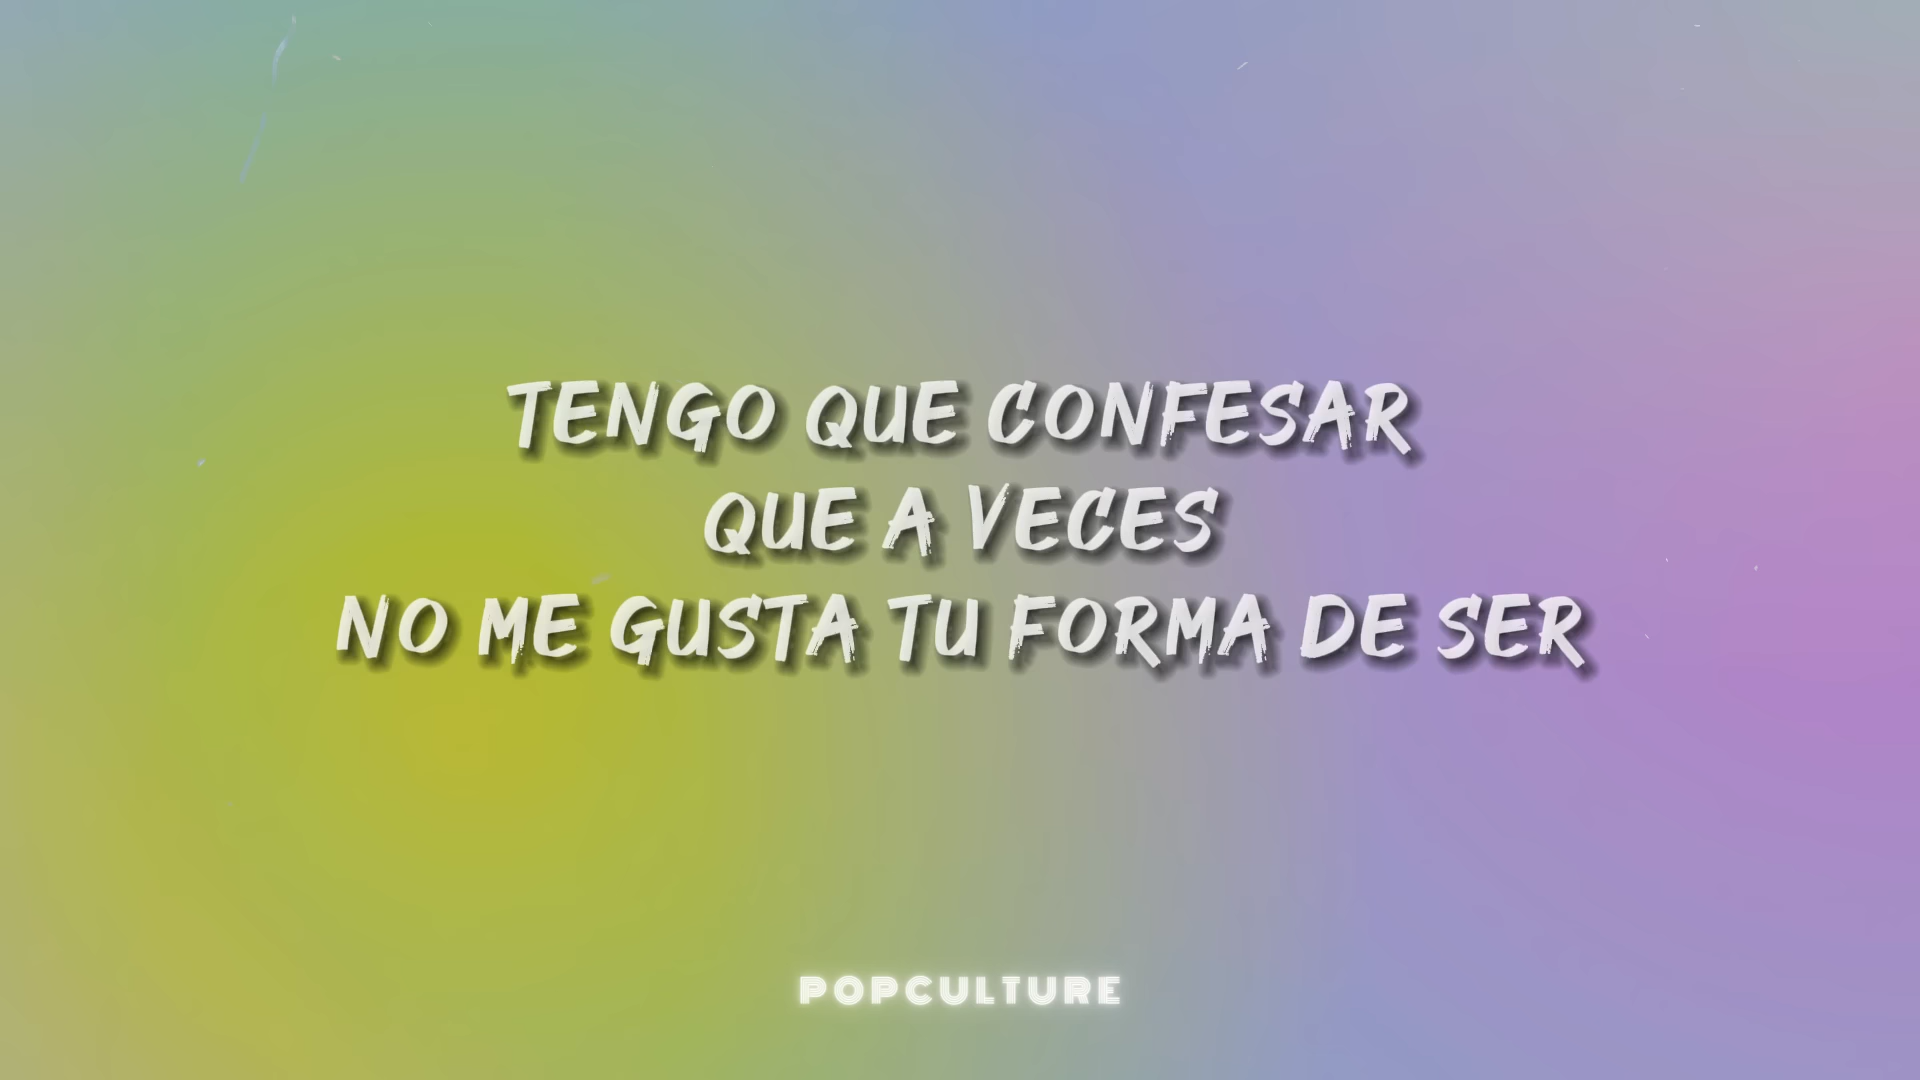 TENGO QUE CONFESAR
QUE A VECES
NO ME GUSTA TU FORMA DE SER
POPCULTURE